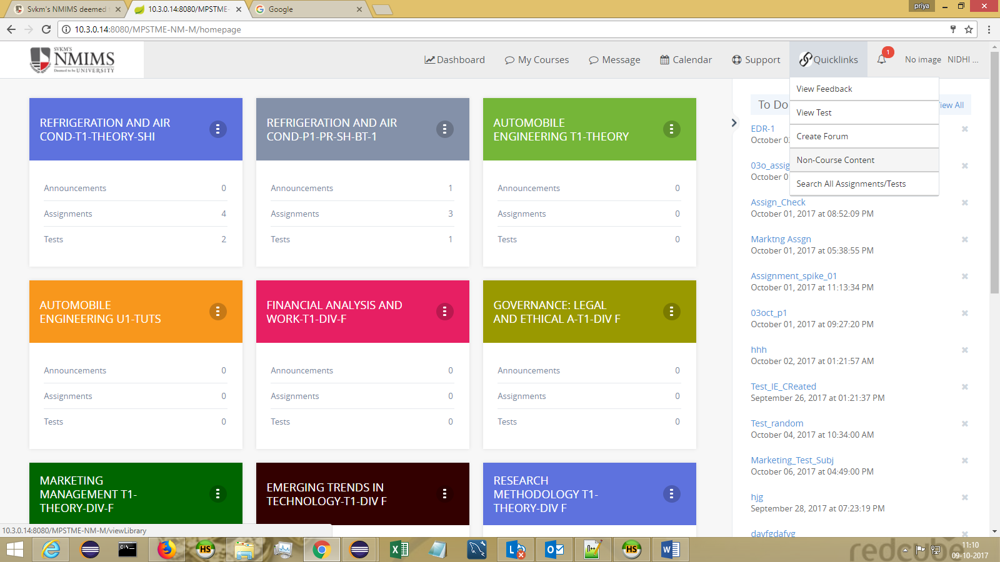 Svkm's NMIMS deemed
10.3.0.14:8080/MPSTME-
Google
priya
10.3.0.14:8080/MPSTME-NM-M/homepage
SVKM'S
NMIMS
Deemed to be UNIVERSITY
Dashboard
My Courses
Message
Calendar
Support
Quicklinks
1
No image
NIDHI ...
View Feedback
View Test
Create Forum
Non-Course Content
Search All Assignments/Tests
REFRIGERATION AND AIR
COND-T1-THEORY-SHI
Announcements 0
Assignments 4
Tests 2
REFRIGERATION AND AIR
COND-P1-PR-SH-BT-1
Announcements 1
Assignments 3
Tests 1
AUTOMOBILE
ENGINEERING T1-THEORY
Announcements 0
Assignments 0
Tests 0
AUTOMOBILE
ENGINEERING U1-TUTS
Announcements 0
Assignments 0
Tests 0
FINANCIAL ANALYSIS AND
WORK-T1-DIV-F
Announcements 0
Assignments 0
Tests 0
GOVERNANCE: LEGAL
AND ETHICAL A-T1-DIV F
Announcements 0
Assignments 0
Tests 0
MARKETING
MANAGEMENT T1-
THEORY-DIV-F
EMERGING TRENDS IN
TECHNOLOGY-T1-DIV F
RESEARCH
METHODOLOGY T1-
THEORY-DIV F
To Do
View All
EDR-1
October 0
03o_assig
October 0
Assign_Check
October 01, 2017 at 08:52:09 PM
Marktng Assgn
October 01, 2017 at 05:38:55 PM
Assignment_spike_01
October 01, 2017 at 11:13:34 PM
03oct_p1
October 01, 2017 at 09:27:20 PM
hhh
October 02, 2017 at 01:21:57 AM
Test_IE_CReated
September 26, 2017 at 01:21:37 PM
Test_random
October 04, 2017 at 10:34:00 AM
Marketing_Test_Subj
October 06, 2017 at 04:49:00 PM
hjg
September 28, 2017 at 07:23:19 PM
davfgdafvg
10.3.0.14:8080/MPSTME-NM-M/viewLibrary
redcube
11:10
09-10-2017